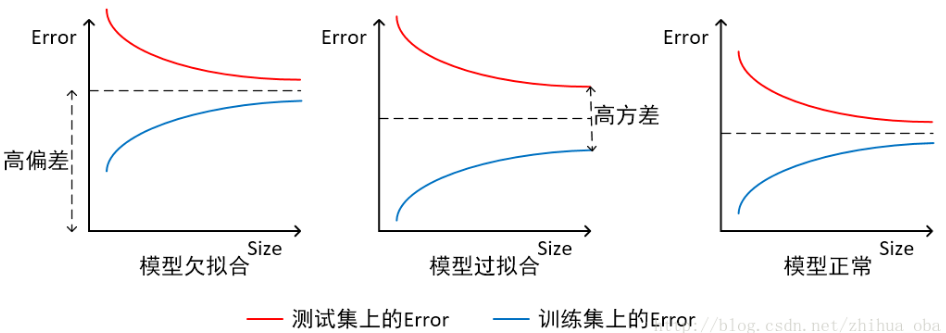 Error
高偏差
Size
模型欠拟合
Error
高方差
Size
模型过拟合
Error
Size
模型正常
测试集上的Error
训练集上的Error
http://blog.csdn.net/zhihua_oba